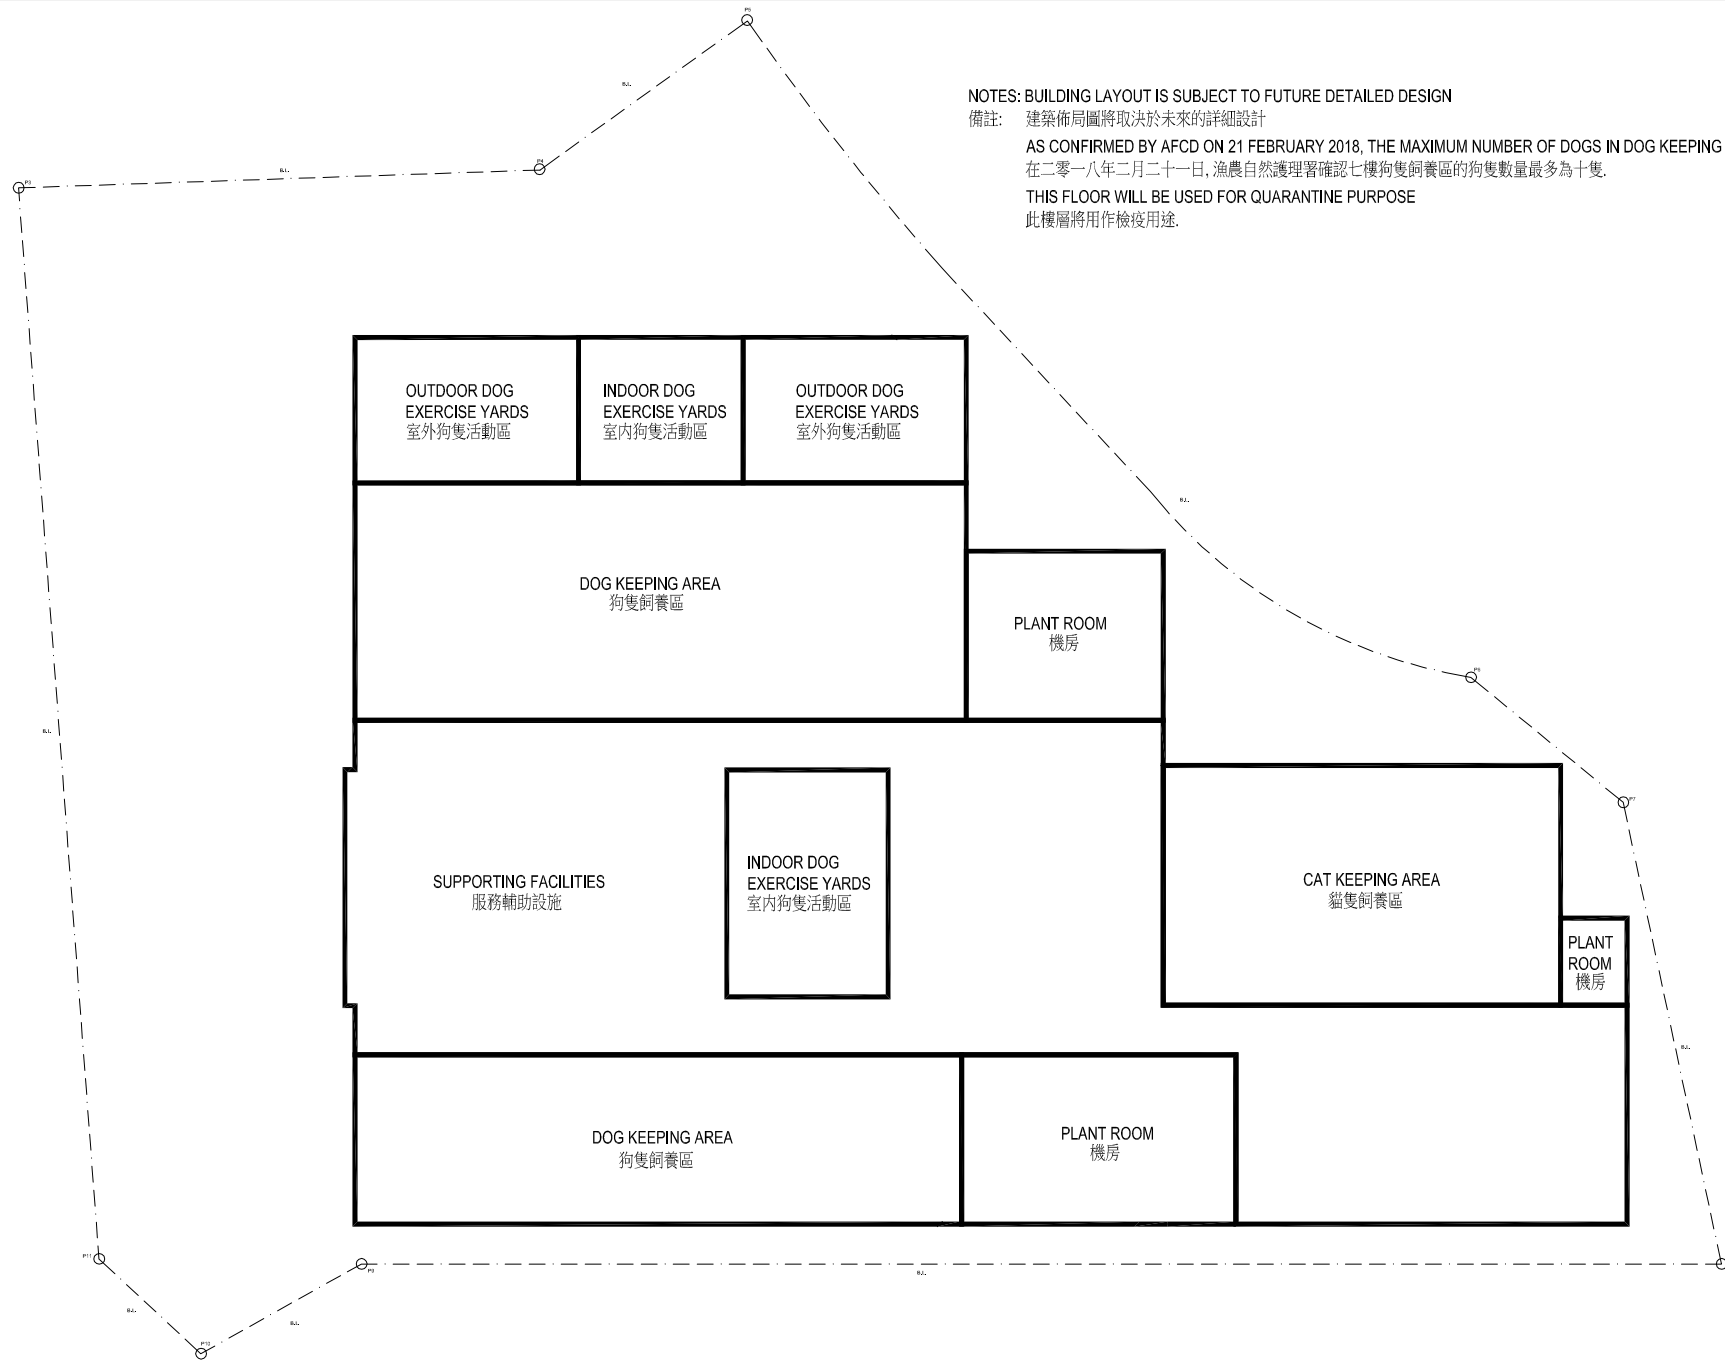 P5
B.L.
NOTES: BUILDING LAYOUT IS SUBJECT TO FUTURE DETAILED DESIGN
備註: 建築佈局圖將取決於未來的詳細設計
AS CONFIRMED BY AFCD ON 21 FEBRUARY 2018, THE MAXIMUM NUMBER OF DOGS IN DOG KEEPING
在二零一八年二月二十一日, 漁農自然護理署確認七樓狗隻飼養區的狗隻數量最多為十隻.
THIS FLOOR WILL BE USED FOR QUARANTINE PURPOSE
此樓層將用作檢疫用途.
P4
B.L.
P3
OUTDOOR DOG
EXERCISE YARDS
室外狗隻活動區
INDOOR DOG
EXERCISE YARDS
室內狗隻活動區
OUTDOOR DOG
EXERCISE YARDS
室外狗隻活動區
B.L.
DOG KEEPING AREA
狗隻飼養區
PLANT ROOM
機房
P6
B.L.
P7
SUPPORTING FACILITIES
服務輔助設施
INDOOR DOG
EXERCISE YARDS
室內狗隻活動區
CAT KEEPING AREA
貓隻飼養區
PLANT
ROOM
機房
B.L.
DOG KEEPING AREA
狗隻飼養區
PLANT ROOM
機房
P11
P9
B.L.
B.L.
B.L.
P10